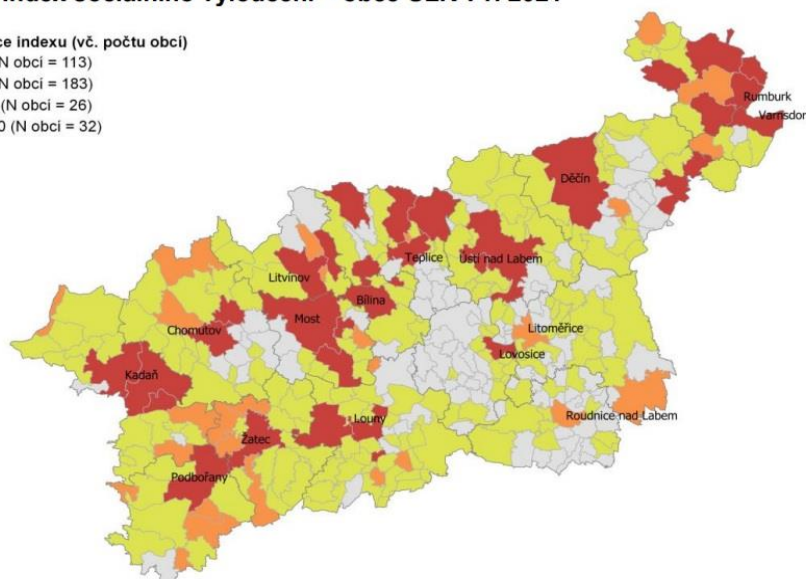 ce indexu (vč. počtu obcí)
N obcí = 113)
N obcí = 183)
(N obcí = 26)
0 (N obcí = 32)
Rumburk
Varnsdor
Děčín
Teplice
Ústí nad Labem
Litvínov
Bílina
Most
Chomutov
Litoměřice
Lovosice
Kadaň
Louny
Roudnice nad Labem
Žatec
Podbořany